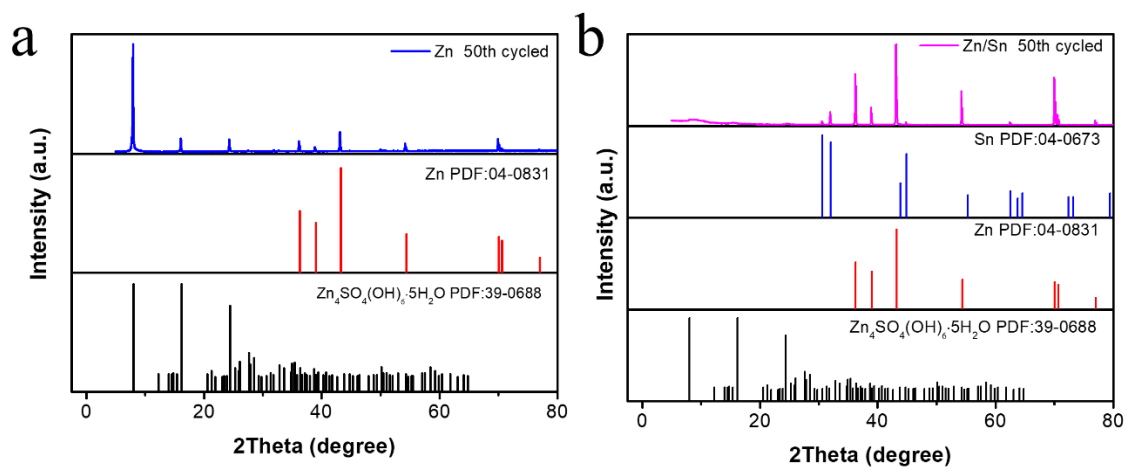 a
Zn 50th cycled
Zn PDF:04-0831
Zn₄SO₄(OH)₆·5H₂O PDF:39-0688
Intensity (a.u.)
0 20 40 60 80
2Theta (degree)
b
Zn/Sn 50th cycled
Sn PDF:04-0673
Zn PDF:04-0831
Zn₄SO₄(OH)₆·5H₂O PDF:39-0688
Intensity (a.u.)
0 20 40 60 80
2Theta (degree)